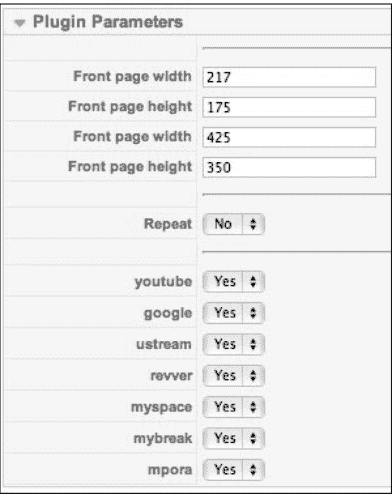 Plugin Parameters
Front page width 217
Front page height 175
Front page width 425
Front page height 350
Repeat No
youtube Yes
google Yes
ustream Yes
revver Yes
myspace Yes
mybreak Yes
mpora Yes